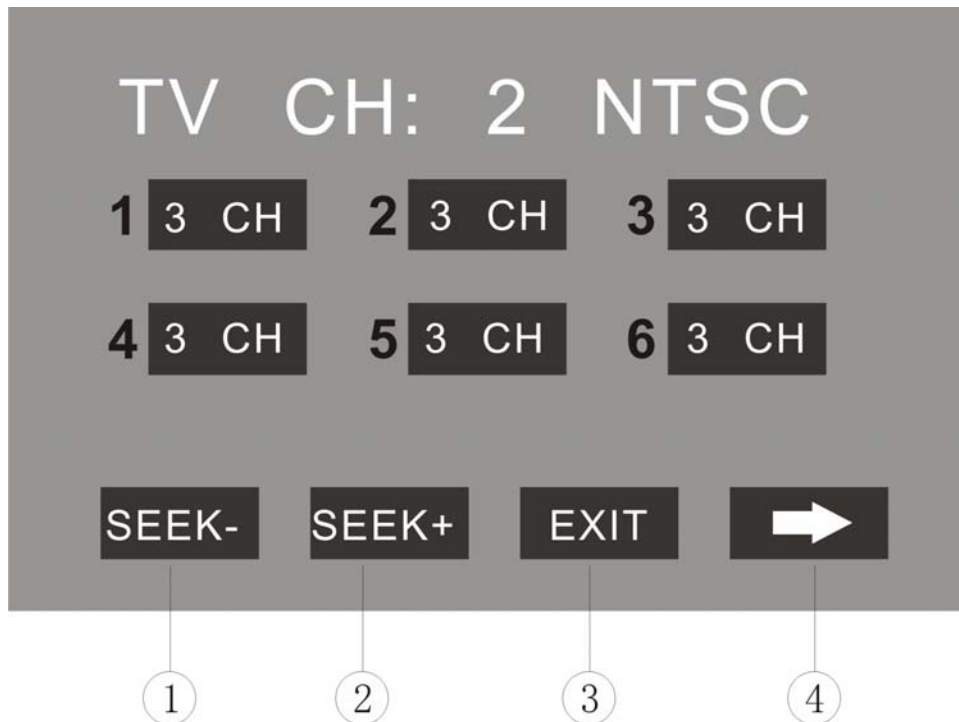 TV CH: 2 NTSC
1 3 CH 2 3 CH 3 3 CH
4 3 CH 5 3 CH 6 3 CH
SEEK- SEEK+ EXIT
① ② ③ ④